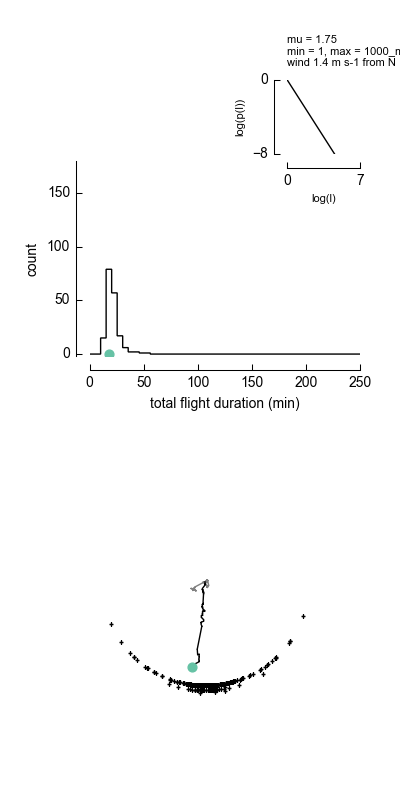 mu = 1.75
min = 1, max = 1000_m
wind 1.4 m s-1 from N
0
log(p(l))
−8
0 7
log(l)
150
100
count
50
0
0 50 100 150 200 250
total flight duration (min)